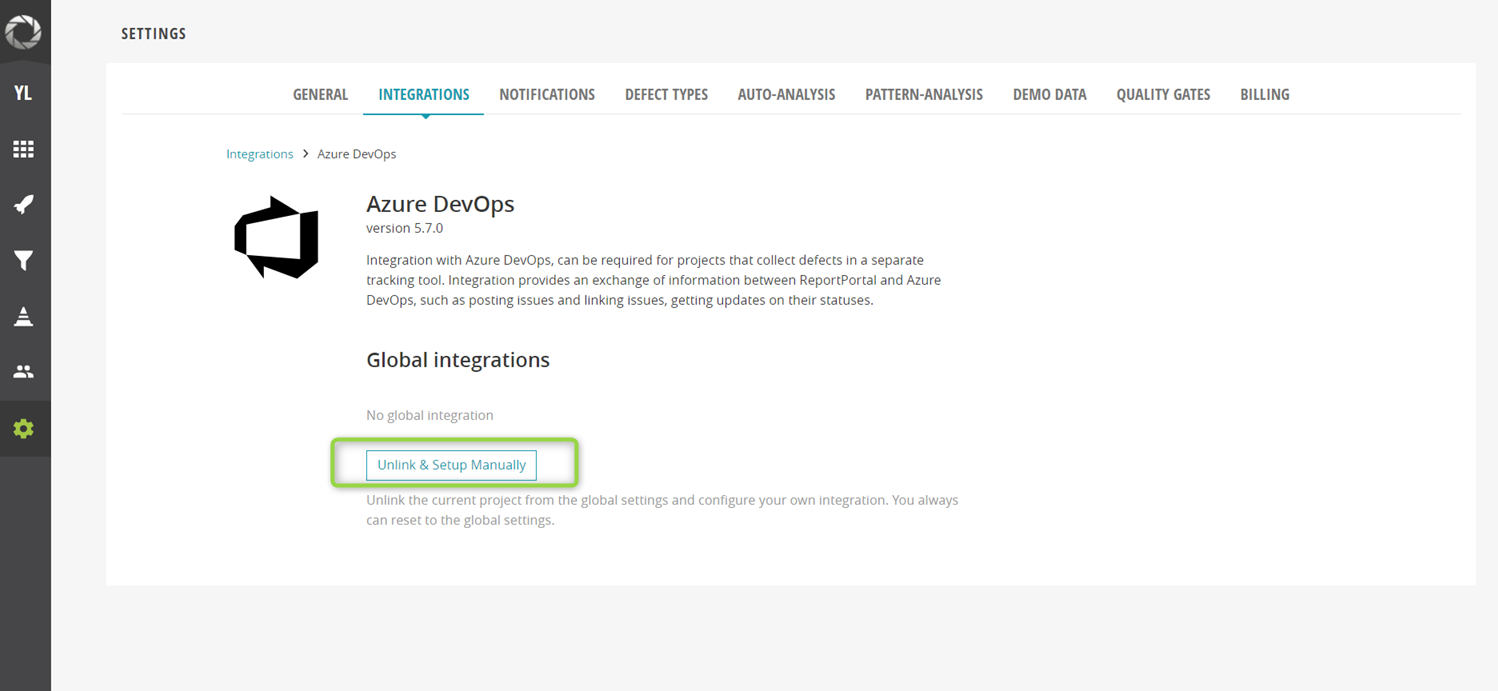 SETTINGS
YL
GENERAL INTEGRATIONS NOTIFICATIONS DEFECT TYPES AUTO-ANALYSIS PATTERN-ANALYSIS DEMO DATA QUALITY GATES BILLING
Integrations > Azure DevOps
Azure DevOps
version 5.7.0
Integration with Azure DevOps, can be required for projects that collect defects in a separate
tracking tool. Integration provides an exchange of information between ReportPortal and Azure
DevOps, such as posting issues and linking issues, getting updates on their statuses.
Global integrations
No global integration
Unlink & Setup Manually
Unlink the current project from the global settings and configure your own integration. You always
can reset to the global settings.